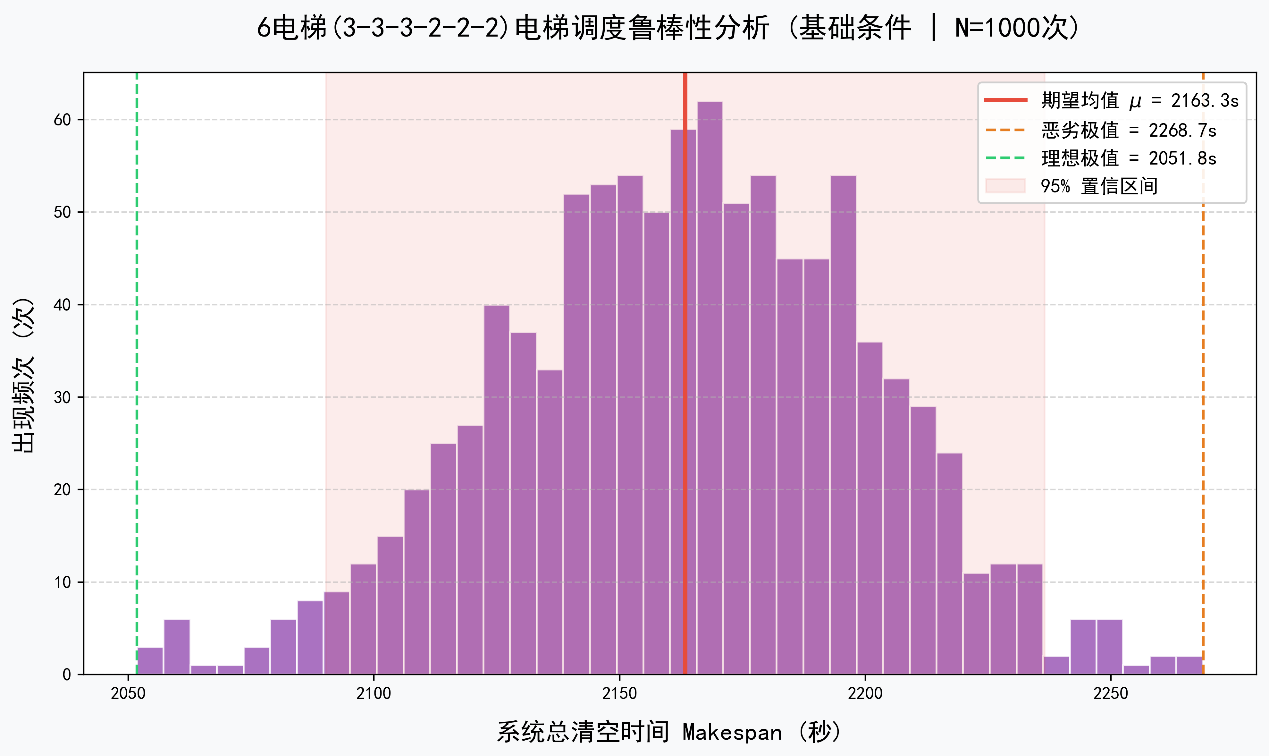 6电梯(3-3-3-2-2-2)电梯调度鲁棒性分析 (基础条件 | N=1000次)
期望均值 μ = 2163.3s
恶劣极值 = 2268.7s
理想极值 = 2051.8s
95% 置信区间
出现频次 (次)
60
50
40
30
20
10
0
2050
2100
2150
2200
2250
系统总清空时间 Makespan (秒)